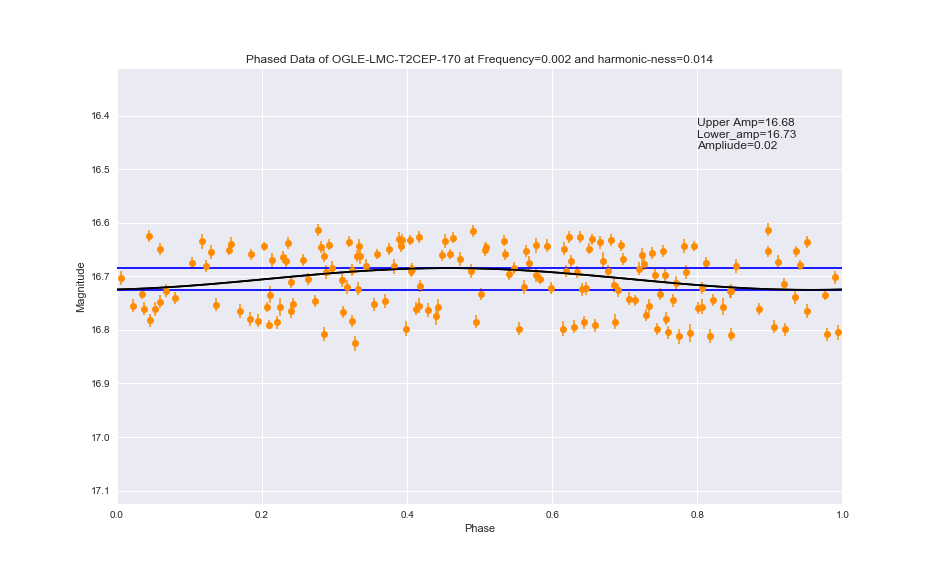 Phased Data of OGLE-LMC-T2CEP-170 at Frequency=0.002 and harmonic-ness=0.014
Upper Amp=16.68
Lower_amp=16.73
Ampliude=0.02
16.4
16.5
16.6
16.7
16.8
16.9
17.0
17.1
Magnitude
0.0 0.2 0.4 0.6 0.8 1.0
Phase